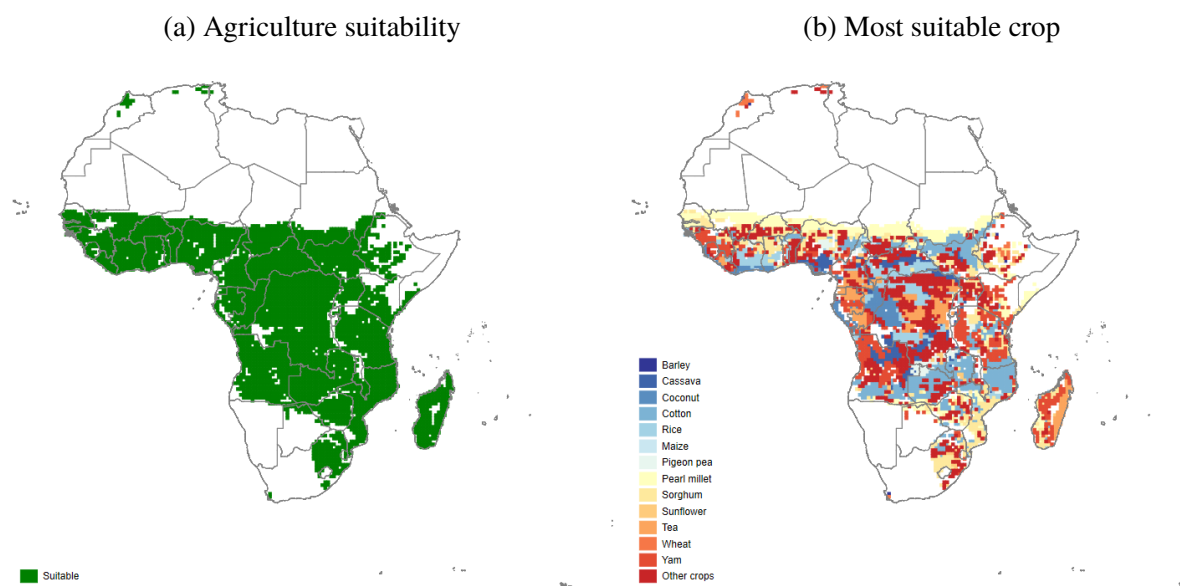 (a) Agriculture suitability
(b) Most suitable crop
Suitable
Barley
Cassava
Coconut
Cotton
Rice
Maize
Pigeon pea
Pearl millet
Sorghum
Sunflower
Tea
Wheat
Yam
Other crops